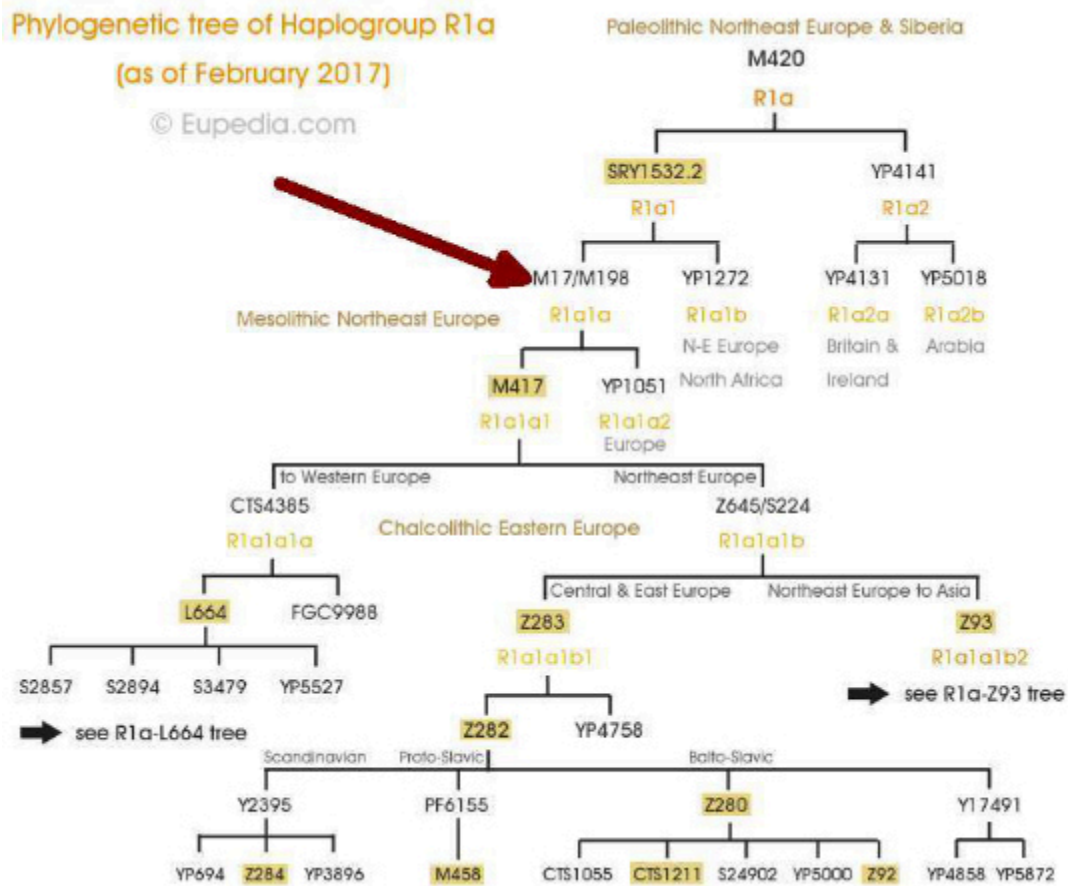 Phylogenetic tree of Haplogroup R1a
(as of February 2017)
© Eupedia.com
Paleolithic Northeast Europe & Siberia
M420
R1a
SRY1532.2
YP4141
R1a1
R1a2
M17/M198
YP1272
YP4131
YP5018
Mesolithic Northeast Europe
R1a1a
R1a1b
R1a2a
R1a2b
N-E Europe
North Africa
Britain &
Ireland
Arabia
M417
YP1051
R1a1a1
R1a1a2
Europe
to Western Europe
Northeast Europe
CTS4385
Z645/S224
Chalcolithic Eastern Europe
R1a1a1a
R1a1a1b
Central & East Europe
Northeast Europe to Asia
L664
FGC9988
Z283
Z93
R1a1a1b1
R1a1a1b2
S2857
S2894
S3479
YP5527
see R1a-Z93 tree
see R1a-L664 tree
Z282
YP4758
Scandinavian
Proto-Slavic
Balto-Slavic
Y2395
PF6155
Z280
Y17491
YP694
Z284
YP3896
M458
CTS1055
CTS1211
S24902
YP5000
Z92
YP4858
YP5872